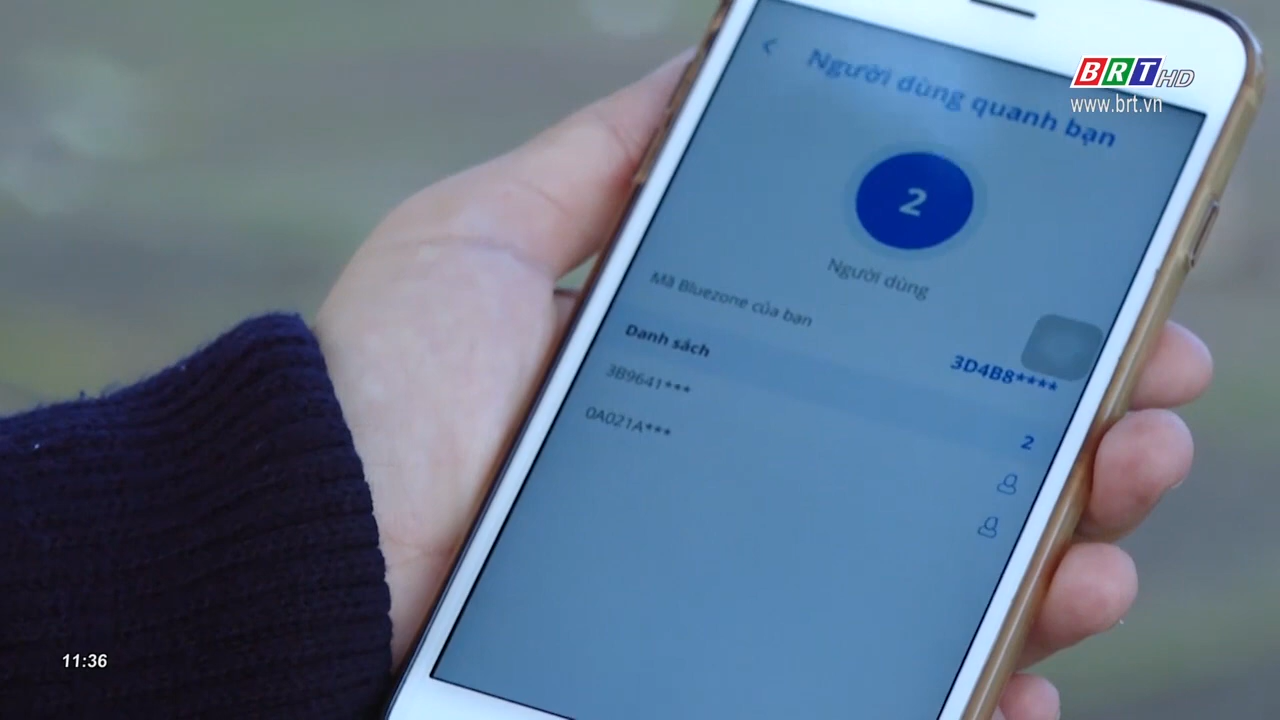 BRT HD
www.brt.vn
Người dùng quanh bạn
2
Người dùng
Mã Bluezone của bạn
3D4B8****
Danh sách
2
3B9641***
0A021A***
11:36